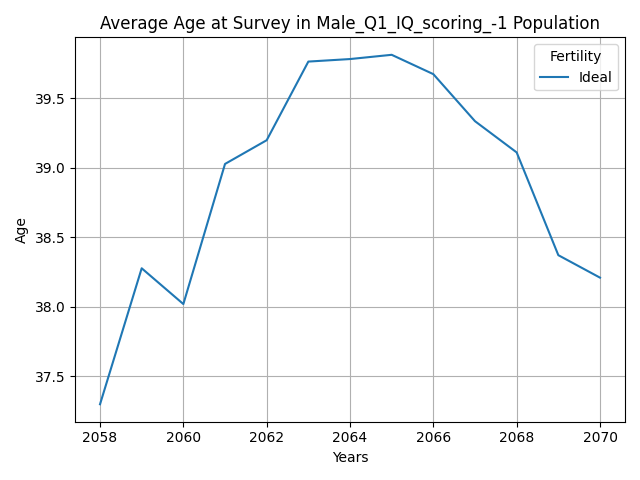 Average Age at Survey in Male_Q1_IQ_scoring_-1 Population
Fertility
Ideal
39.5
39.0
38.5
38.0
37.5
Age
2058 2060 2062 2064 2066 2068 2070
Years